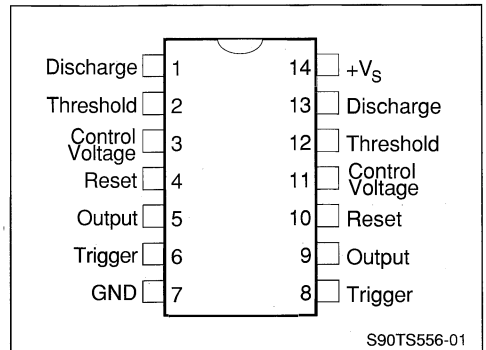 Discharge 1 14 +VS
Threshold 2 13 Discharge
Control Voltage 3 12 Threshold
Reset 4 11 Control Voltage
Output 5 10 Reset
Trigger 6 9 Output
GND 7 8 Trigger
S90TS556-01